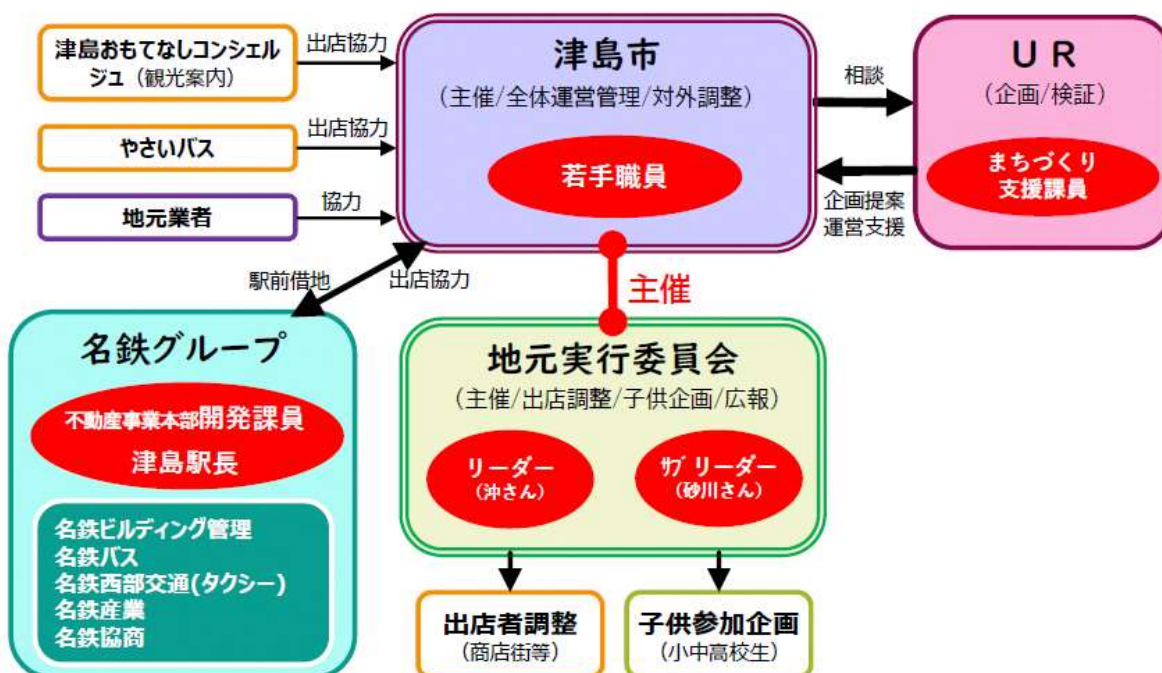 津島おもてなしコンシェル
ジュ（観光案内）
出店協力
やさいバス
出店協力
地元業者
協力
津島市
（主催/全体運営管理/対外調整）
若手職員
相談
企画提案
運営支援
ＵＲ
（企画/検証）
まちづくり
支援課員
駅前借地
出店協力
主催
名鉄グループ
不動産事業本部開発課員
津島駅長
名鉄ビルディング管理
名鉄バス
名鉄西部交通(タクシー)
名鉄産業
名鉄協商
地元実行委員会
（主催/出店調整/子供企画/広報）
リーダー
（沖さん）
ｻﾌﾞリーダー
（砂川さん）
出店者調整
（商店街等）
子供参加企画
（小中高校生）